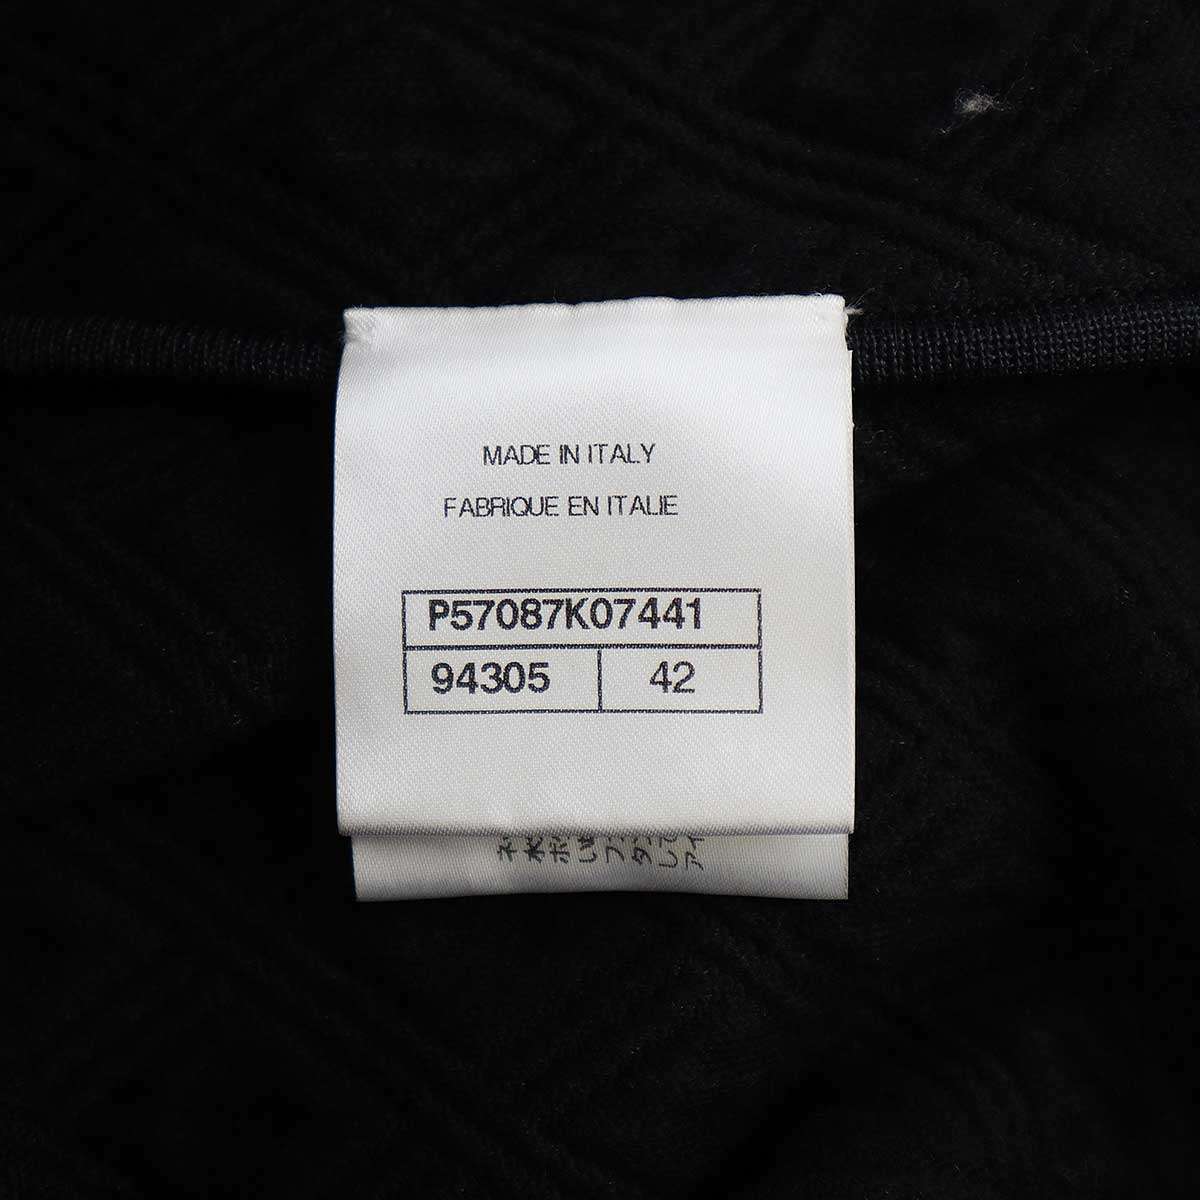 MADE IN ITALY
FABRIQUE EN ITALIE
P57087K07441
94305 42